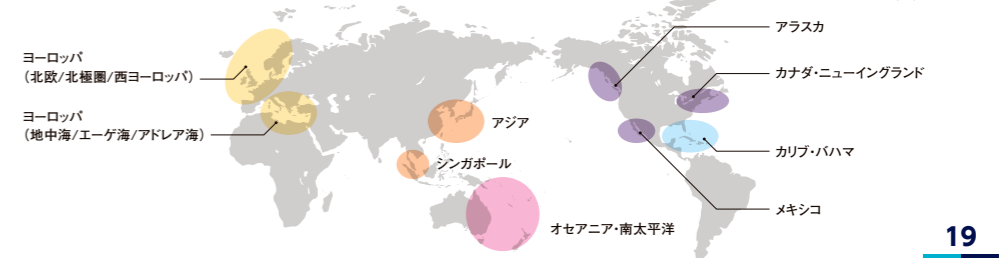 ヨーロッパ
（北欧/北極圏/西ヨーロッパ）
ヨーロッパ
（地中海/エーゲ海/アドレア海）
アジア
シンガポール
オセアニア・南太平洋
アラスカ
カナダ・ニューイングランド
カリブ・バハマ
メキシコ
19